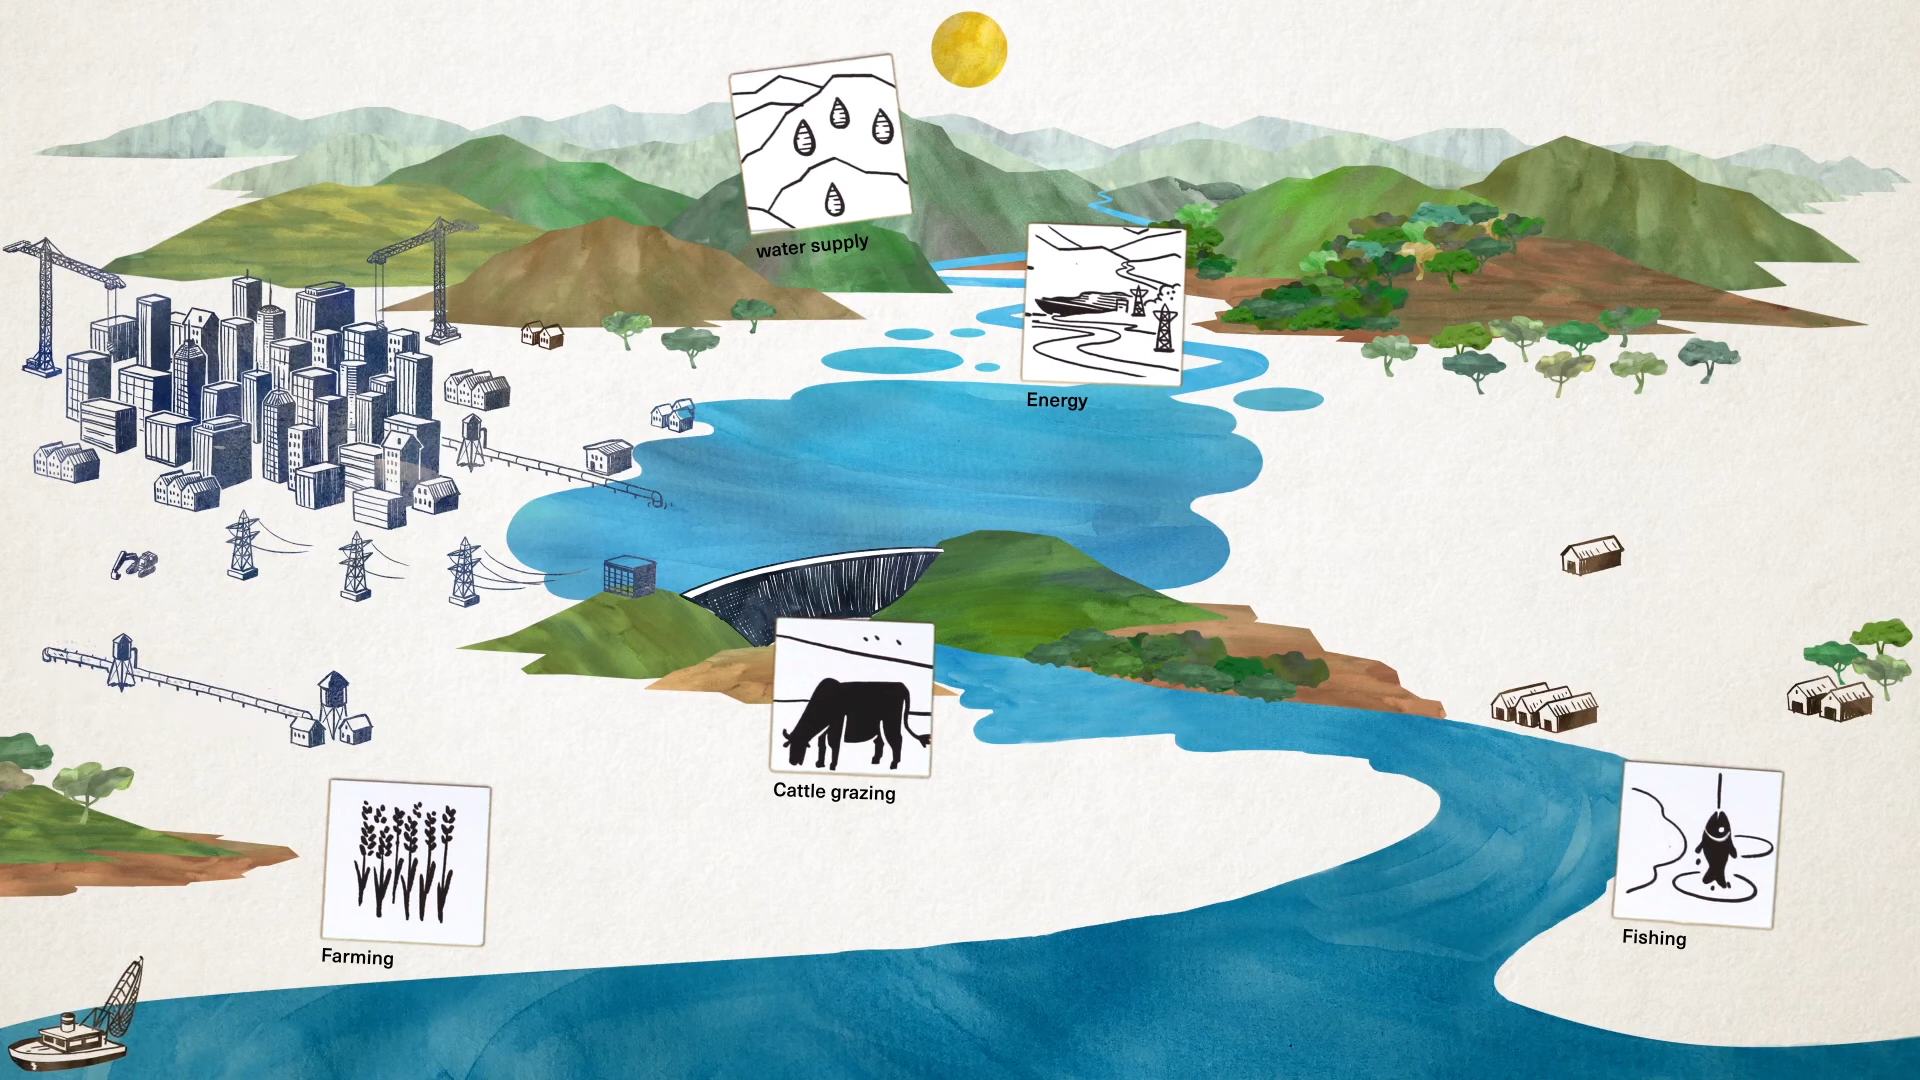 water supply
Energy
Cattle grazing
Farming
Fishing